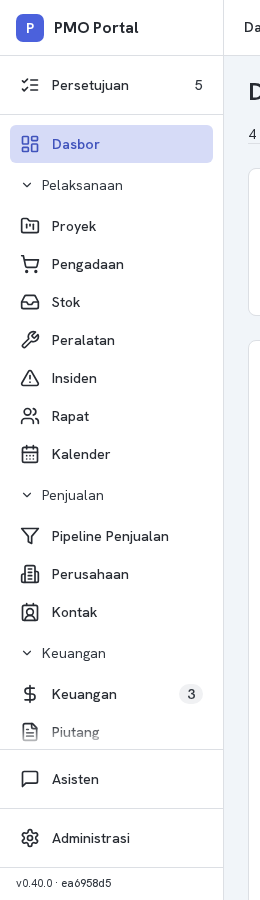 P PMO Portal
Da
Persetujuan 5
D
Dasbor
4
Pelaksanaan
Proyek
Pengadaan
Stok
Peralatan
Insiden
Rapat
Kalender
Penjualan
Pipeline Penjualan
Perusahaan
Kontak
Keuangan
Keuangan 3
Piutang
Asisten
Administrasi
v0.40.0 · ea6958d5